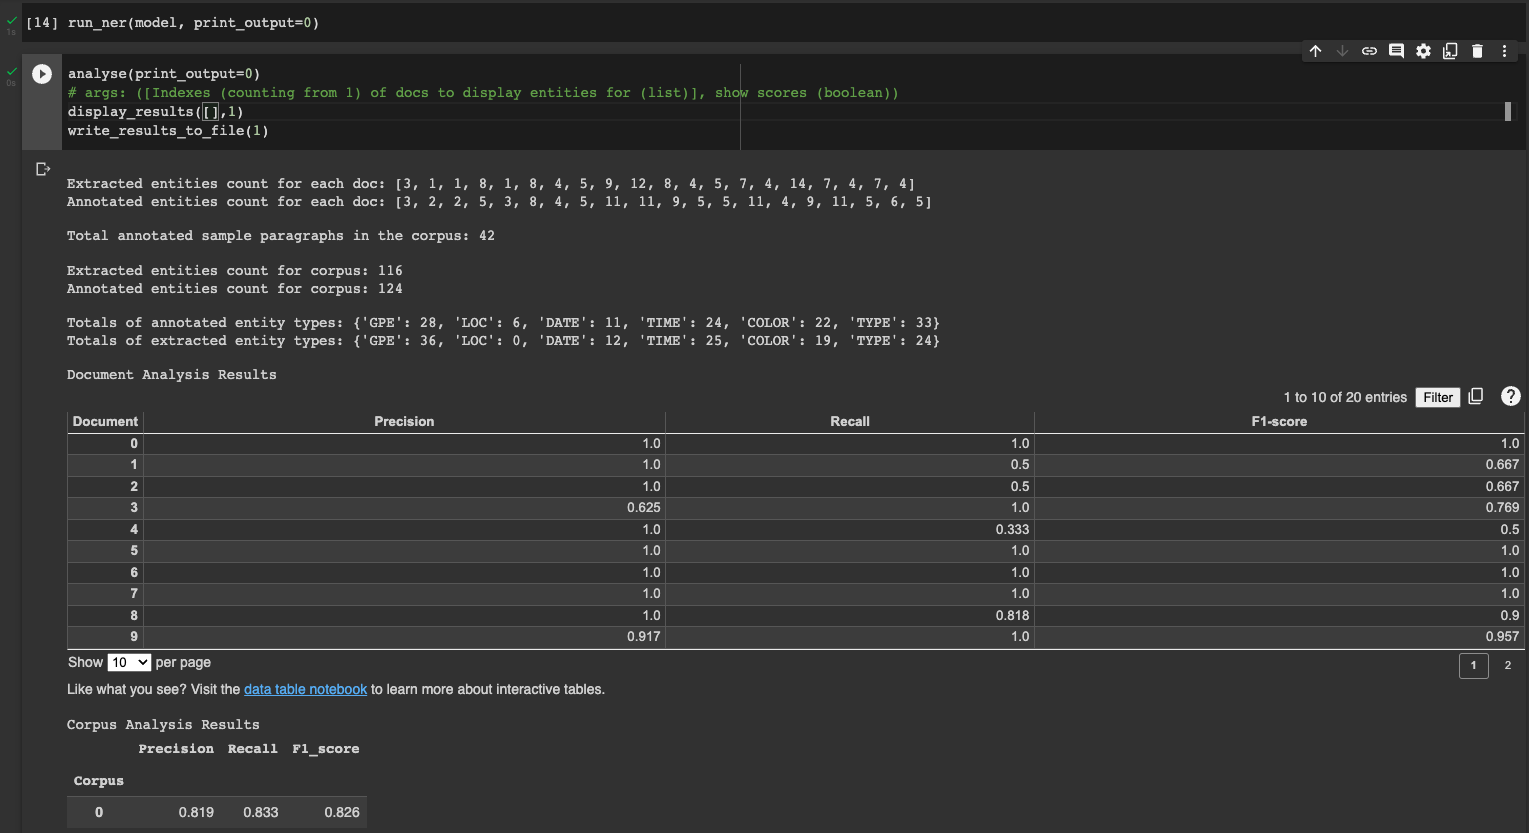 [14] run_ner(model, print_output=0)
1s
0s
analyse(print_output=0)
# args: ([Indexes (counting from 1) of docs to display entities for (list)], show scores (boolean))
display_results([],1)
write_results_to_file(1)
Extracted entities count for each doc: [3, 1, 1, 8, 1, 8, 4, 5, 9, 12, 8, 4, 5, 7, 4, 14, 7, 4, 7, 4]
Annotated entities count for each doc: [3, 2, 2, 5, 3, 8, 4, 5, 11, 11, 9, 5, 5, 11, 4, 9, 11, 5, 6, 5]
Total annotated sample paragraphs in the corpus: 42
Extracted entities count for corpus: 116
Annotated entities count for corpus: 124
Totals of annotated entity types: {'GPE': 28, 'LOC': 6, 'DATE': 11, 'TIME': 24, 'COLOR': 22, 'TYPE': 33}
Totals of extracted entity types: {'GPE': 36, 'LOC': 0, 'DATE': 12, 'TIME': 25, 'COLOR': 19, 'TYPE': 24}
Document Analysis Results
1 to 10 of 20 entries Filter ?
Document Precision Recall F1-score
0 1.0 1.0 1.0
1 1.0 0.5 0.667
2 1.0 0.5 0.667
3 0.625 1.0 0.769
4 1.0 0.333 0.5
5 1.0 1.0 1.0
6 1.0 1.0 1.0
7 1.0 1.0 1.0
8 1.0 0.818 0.9
9 0.917 1.0 0.957
Show 10 per page 1 2
Like what you see? Visit the data table notebook to learn more about interactive tables.
Corpus Analysis Results
Precision Recall F1_score
Corpus
0 0.819 0.833 0.826